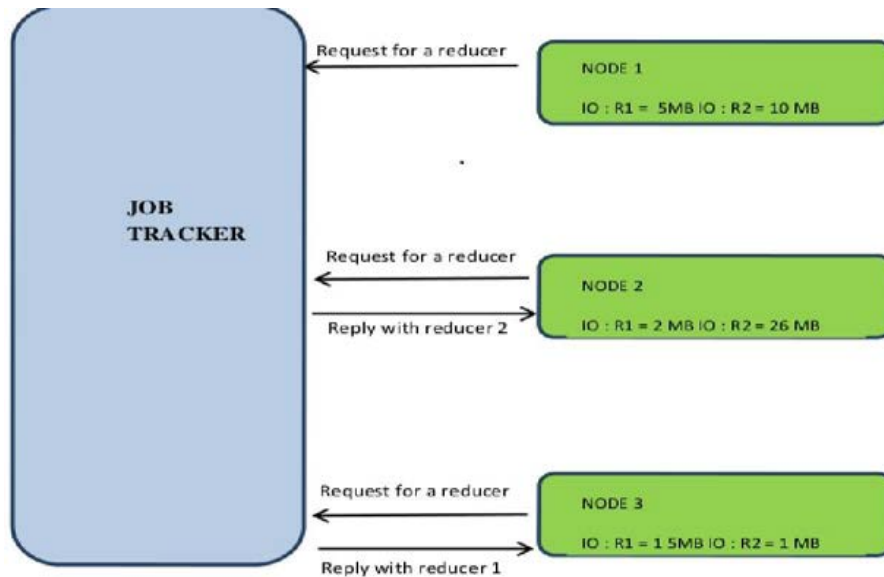 Request for a reducer
NODE 1
IO : R1 = 5MB IO : R2 = 10 MB
JOB
TRACKER
Request for a reducer
NODE 2
Reply with reducer 2
IO : R1 = 2 MB IO : R2 = 26 MB
Request for a reducer
NODE 3
IO : R1 = 1 5MB IO : R2 = 1 MB
Reply with reducer 1